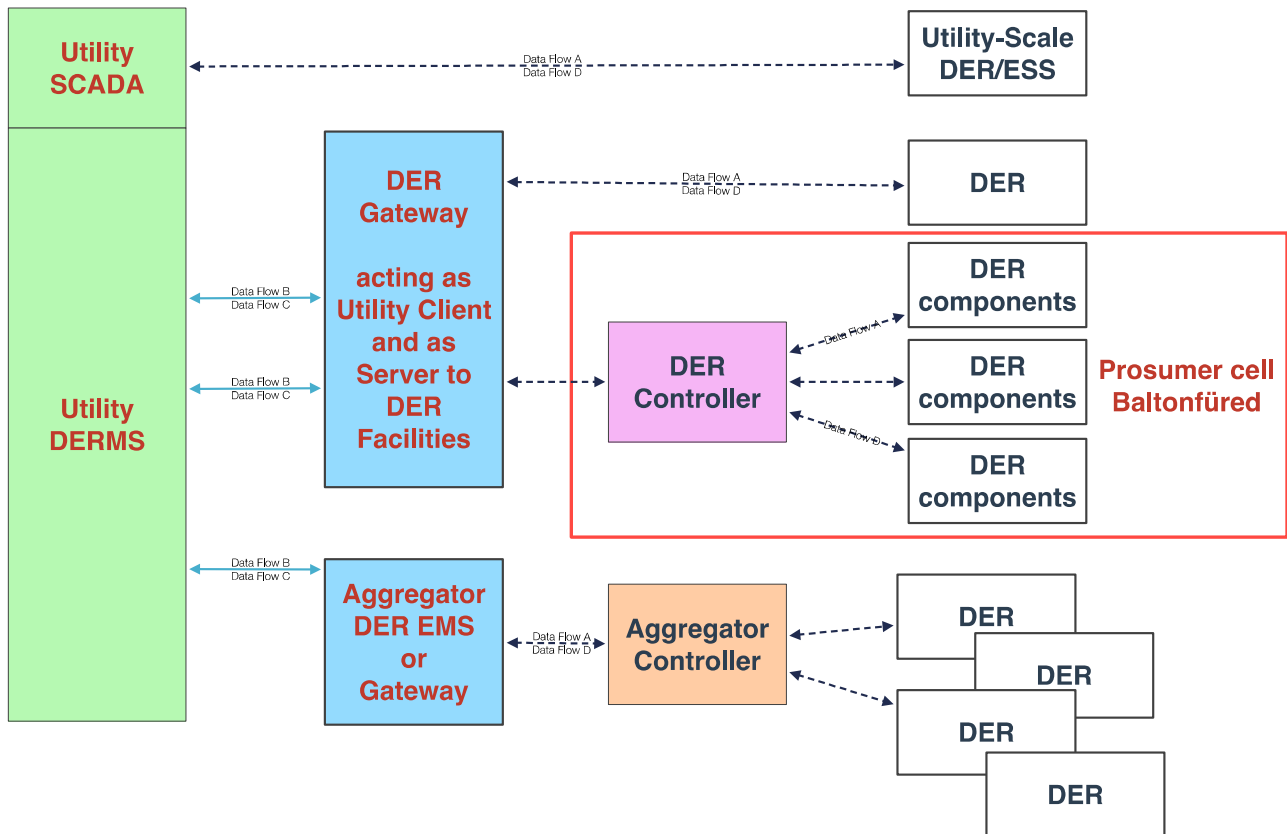 Utility
SCADA
Data Flow A
Data Flow D
Utility-Scale
DER/ESS
Utility
DERMS
DER
Gateway
acting as
Utility Client
and as
Server to
DER
Facilities
Data Flow A
Data Flow D
DER
Data Flow B
Data Flow C
Data Flow B
Data Flow C
DER
Controller
Data Flow A
Data Flow D
DER
components
DER
components
DER
components
Prosumer cell
Baltonfüred
Data Flow B
Data Flow C
Aggregator
DER EMS
or
Gateway
Data Flow A
Data Flow D
Aggregator
Controller
DER
DER
DER
DER